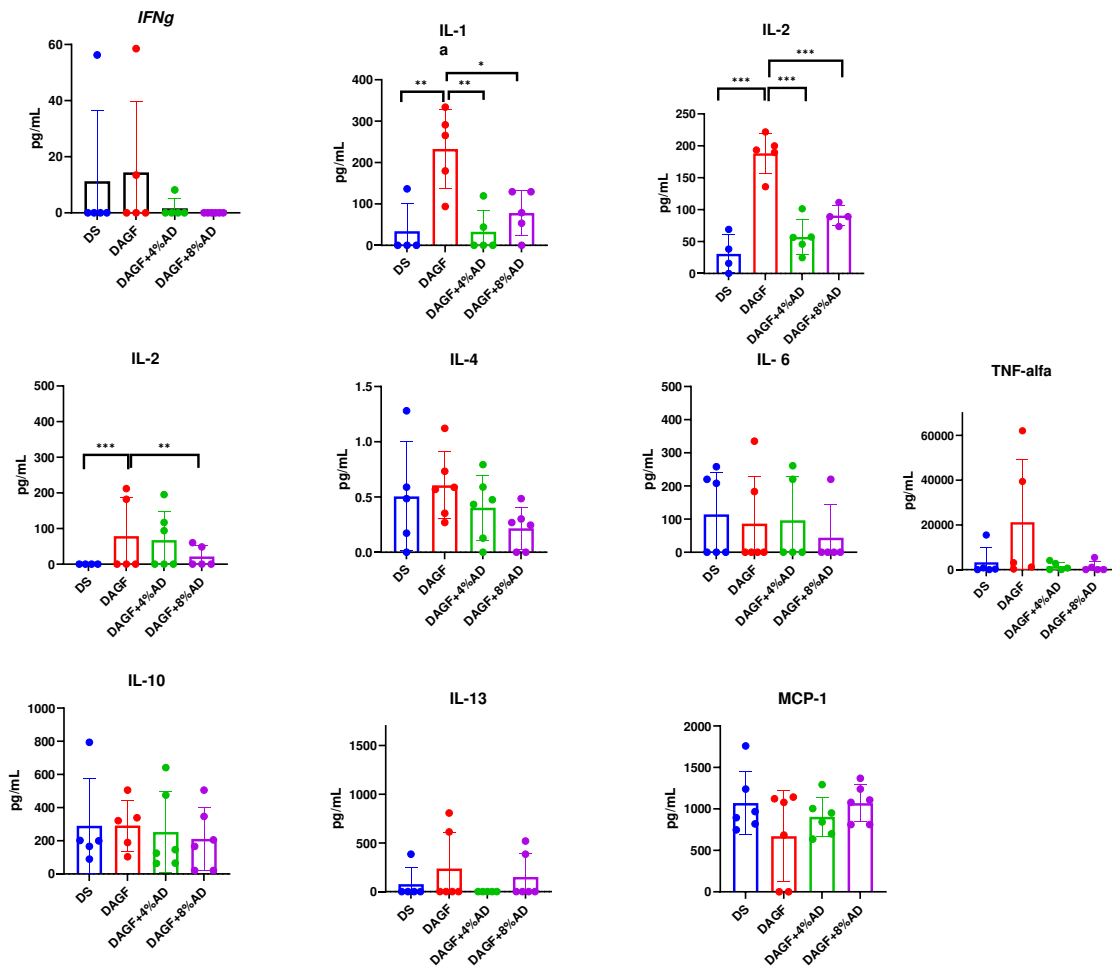 IFNg
60
40
20
0
pg/mL
DS
DAGF
DAGF+4%AD
DAGF+8%AD
IL-1
a
**
**
*
400
300
200
100
0
pg/mL
DS
DAGF
DAGF+4%AD
DAGF+8%AD
IL-2
***
***
***
250
200
150
100
50
0
pg/mL
DS
DAGF
DAGF+4%AD
DAGF+8%AD
IL-2
***
**
500
400
300
200
100
0
pg/mL
DS
DAGF
DAGF+4%AD
DAGF+8%AD
IL-4
1.5
1.0
0.5
0.0
pg/mL
DS
DAGF
DAGF+4%AD
DAGF+8%AD
IL- 6
500
400
300
200
100
0
pg/mL
DS
DAGF
DAGF+4%AD
DAGF+8%AD
TNF-alfa
60000
40000
20000
0
pg/mL
DS
DAGF
DAGF+4%AD
DAGF+8%AD
IL-10
1000
800
600
400
200
0
pg/mL
DS
DAGF
DAGF+4%AD
DAGF+8%AD
IL-13
1500
1000
500
0
pg/mL
DS
DAGF
DAGF+4%AD
DAGF+8%AD
MCP-1
2000
1500
1000
500
0
pg/mL
DS
DAGF
DAGF+4%AD
DAGF+8%AD